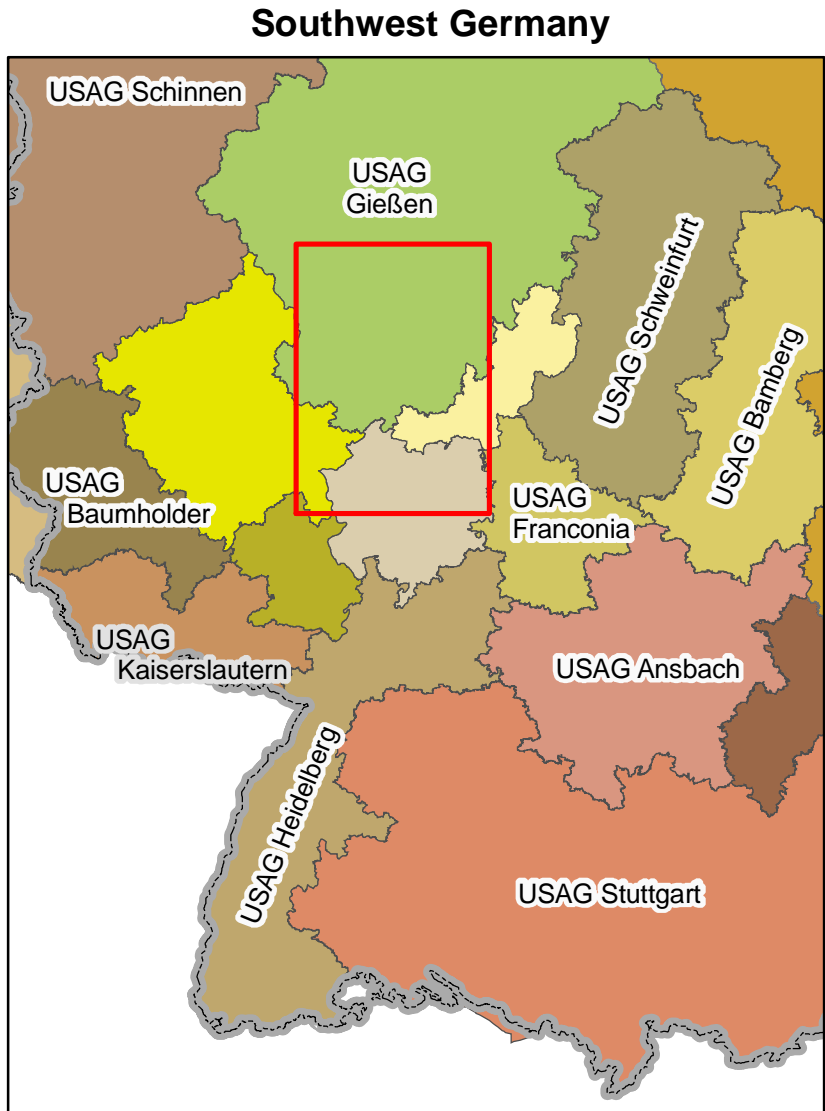 Southwest Germany
USAG Schinnen
USAG
Gießen
USAG Schweinfurt
USAG Bamberg
USAG
Baumholder
USAG
Franconia
USAG
Kaiserslautern
USAG Ansbach
USAG Heidelberg
USAG Stuttgart